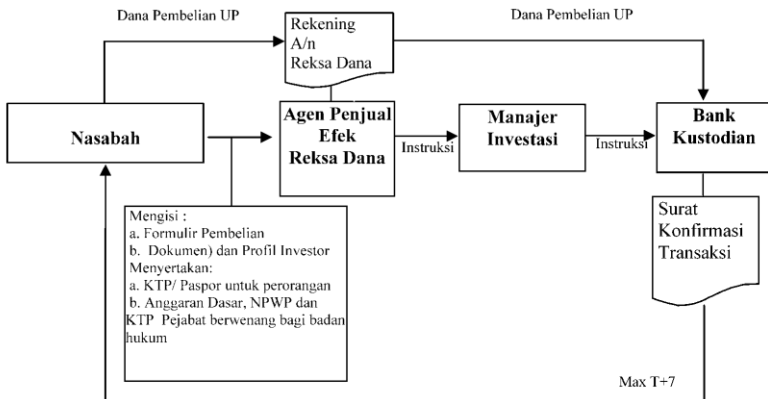 Dana Pembelian UP
Dana Pembelian UP
Rekening
A/n
Reksa Dana
Nasabah
Agen Penjual
Efek
Reksa Dana
Instruksi
Manajer
Investasi
Instruksi
Bank
Kustodian
Mengisi :
a. Formulir Pembelian
b. Dokumen) dan Profil Investor
Menyertakan:
a. KTP/ Paspor untuk perorangan
b. Anggaran Dasar, NPWP dan
KTP Pejabat berwenang bagi badan
hukum
Surat
Konfirmasi
Transaksi
Max T+7